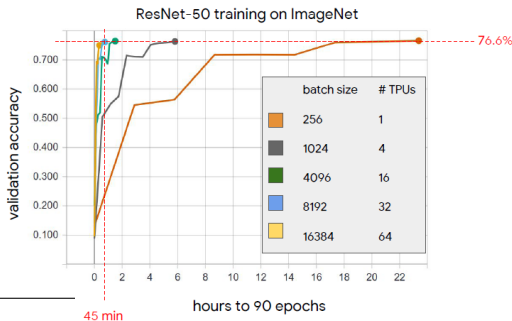 ResNet-50 training on ImageNet
76.6%
validation accuracy
0.700
0.600
0.500
0.400
0.300
0.200
0.100
batch size # TPUs
256 1
1024 4
4096 16
8192 32
16384 64
0 2 4 6 8 10 12 14 16 18 20 22
hours to 90 epochs
45 min